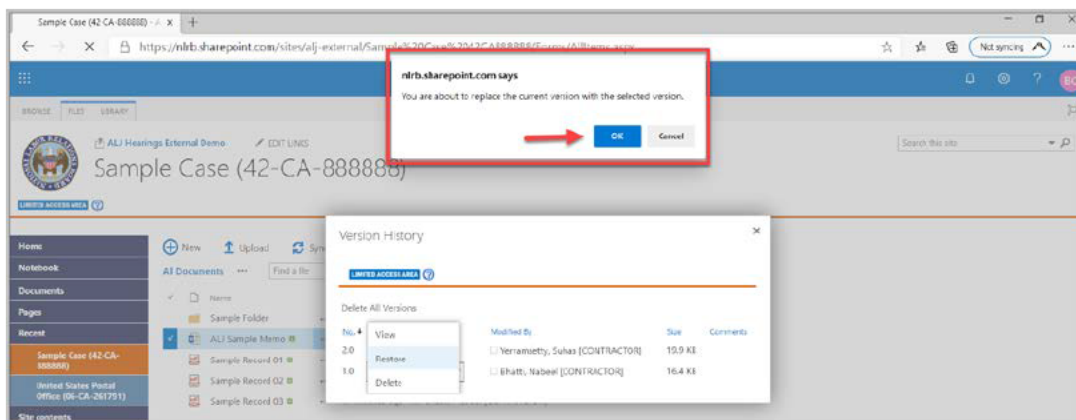 Sample Case (42-CA-888888) - A
https://nlrb.sharepoint.com/sites/alj-external/Sample%20Case%2042CA888888/Forms/AllItems.aspx
Not syncing
nlrb.sharepoint.com says
You are about to replace the current version with the selected version.
OK
Cancel
BROWSE FILES LIBRARY
ALJ Hearings External Demo
EDIT LINKS
Search this site
Sample Case (42-CA-888888)
LIMITED ACCESS AREA
Version History
LIMITED ACCESS AREA
Home
Notebook
Documents
Pages
Recent
Sample Case (42-CA-888888)
United States Postal Office (06-CA-261791)
Site contents
New Upload
All Documents ... Find a file
Name
Sample Folder
ALJ Sample Memo
Sample Record 01
Sample Record 02
Sample Record 03
Delete All Versions
No. Modified By Size Comments
View
Restore
Delete
2.0 Yerramsetty, Suhas [CONTRACTOR] 19.9 KB
1.0 Bhatti, Nabeel [CONTRACTOR] 16.4 KB